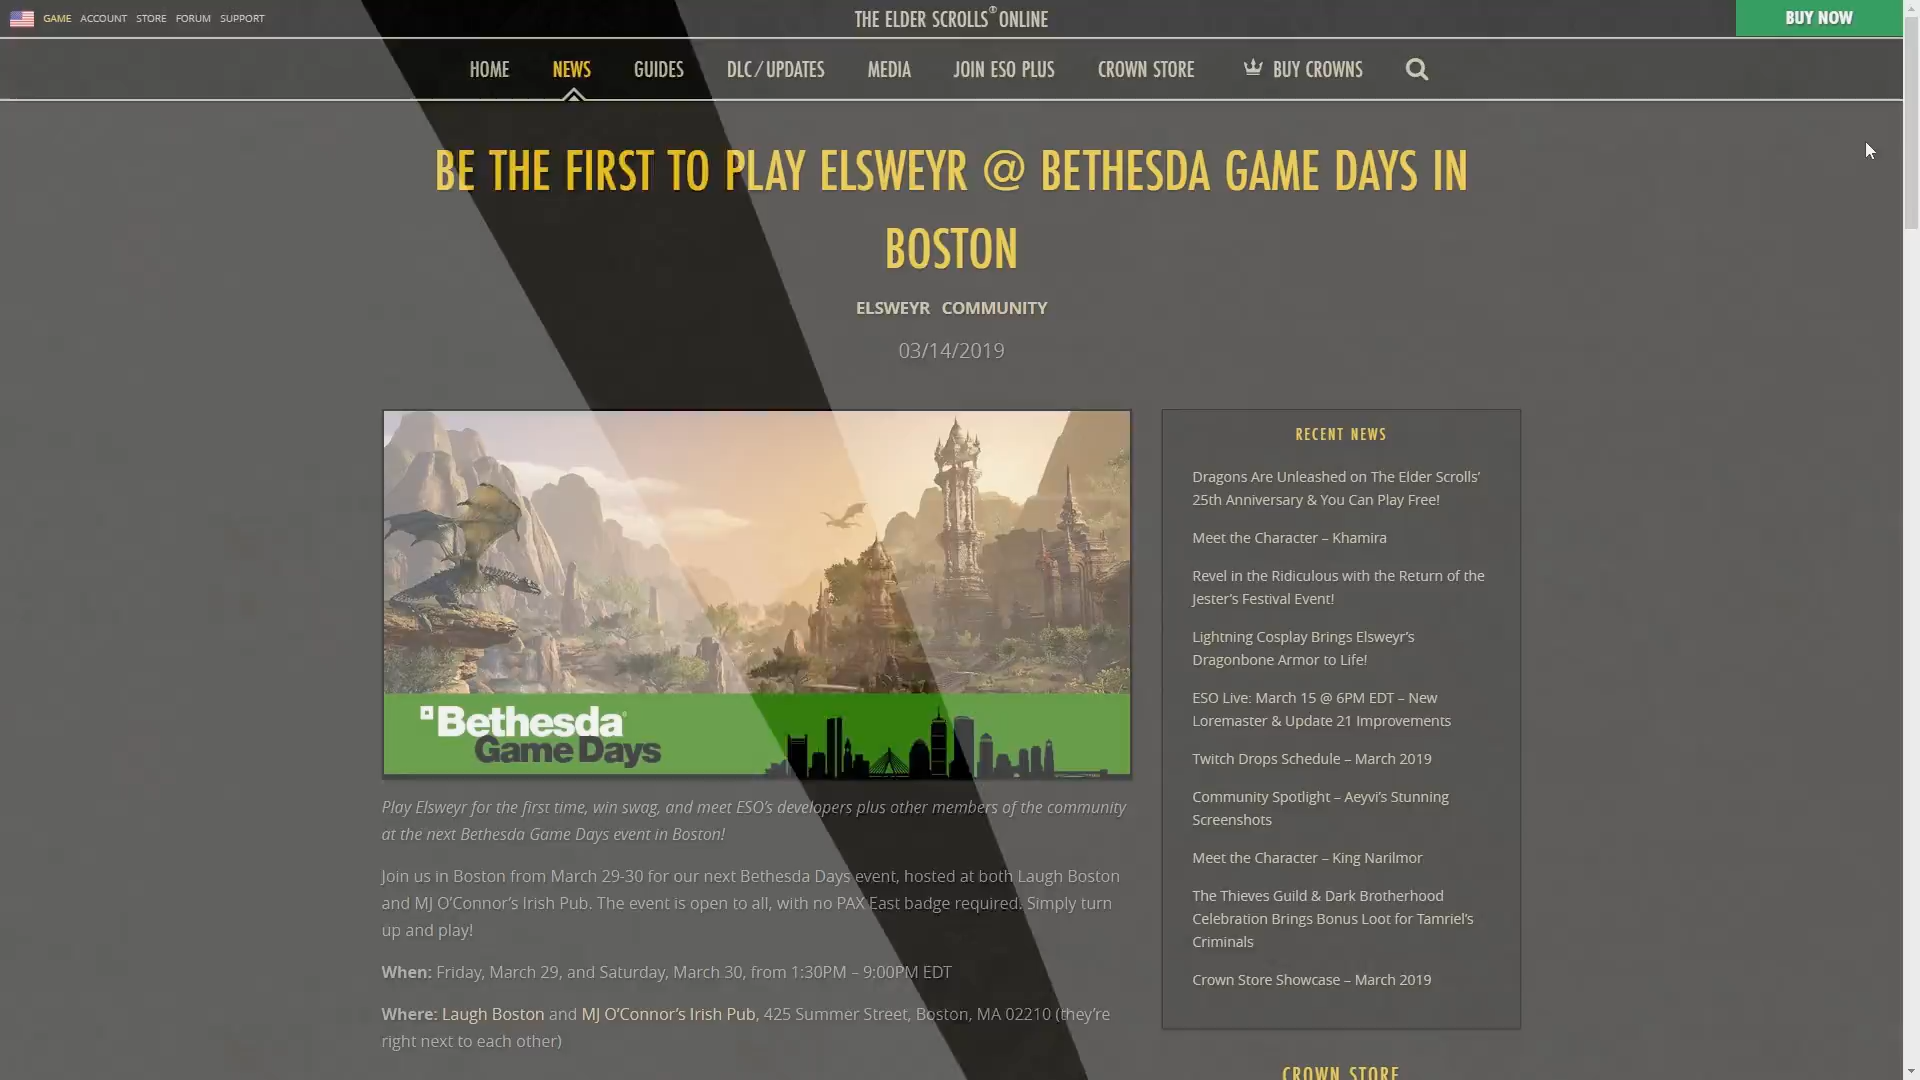 GAME ACCOUNT STORE FORUM SUPPORT
THE ELDER SCROLLS® ONLINE
BUY NOW
HOME NEWS GUIDES DLC/UPDATES MEDIA JOIN ESO PLUS CROWN STORE BUY CROWNS
BE THE FIRST TO PLAY ELSWEYR @ BETHESDA GAME DAYS IN
BOSTON
ELSWEYR COMMUNITY
03/14/2019
Bethesda
Game Days
Play Elsweyr for the first time, win swag, and meet ESO's developers plus other members of the community
at the next Bethesda Game Days event in Boston!
Join us in Boston from March 29-30 for our next Bethesda Days event, hosted at both Laugh Boston
and MJ O'Connor's Irish Pub. The event is open to all, with no PAX East badge required. Simply turn
up and play!
When: Friday, March 29, and Saturday, March 30, from 1:30PM – 9:00PM EDT
Where: Laugh Boston and MJ O'Connor's Irish Pub, 425 Summer Street, Boston, MA 02210 (they're
right next to each other)
RECENT NEWS
Dragons Are Unleashed on The Elder Scrolls'
25th Anniversary & You Can Play Free!
Meet the Character – Khamira
Revel in the Ridiculous with the Return of the
Jester's Festival Event!
Lightning Cosplay Brings Elsweyr's
Dragonbone Armor to Life!
ESO Live: March 15 @ 6PM EDT – New
Loremaster & Update 21 Improvements
Twitch Drops Schedule – March 2019
Community Spotlight – Aeyvi's Stunning
Screenshots
Meet the Character – King Narilmor
The Thieves Guild & Dark Brotherhood
Celebration Brings Bonus Loot for Tamriel's
Criminals
Crown Store Showcase – March 2019
CROWN STORE